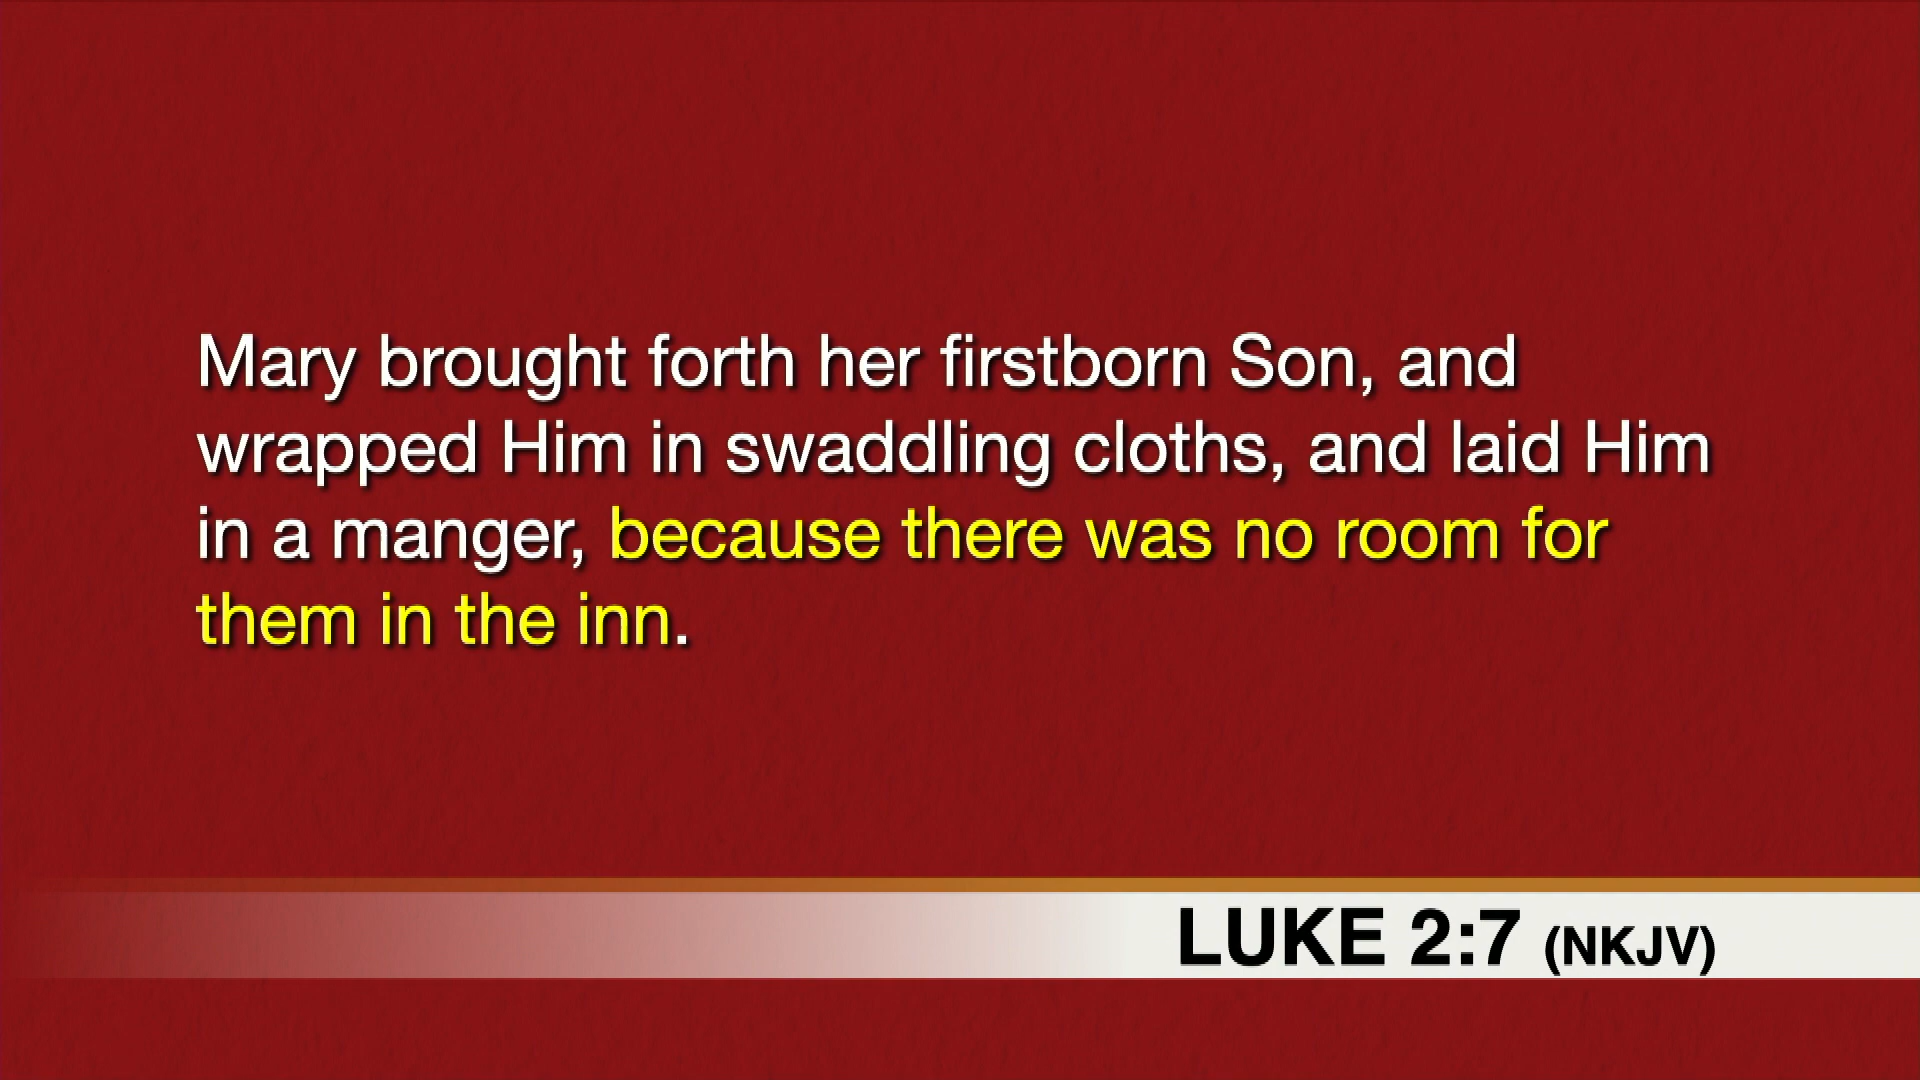 Mary brought forth her firstborn Son, and
wrapped Him in swaddling cloths, and laid Him
in a manger, because there was no room for
them in the inn.
LUKE 2:7 (NKJV)